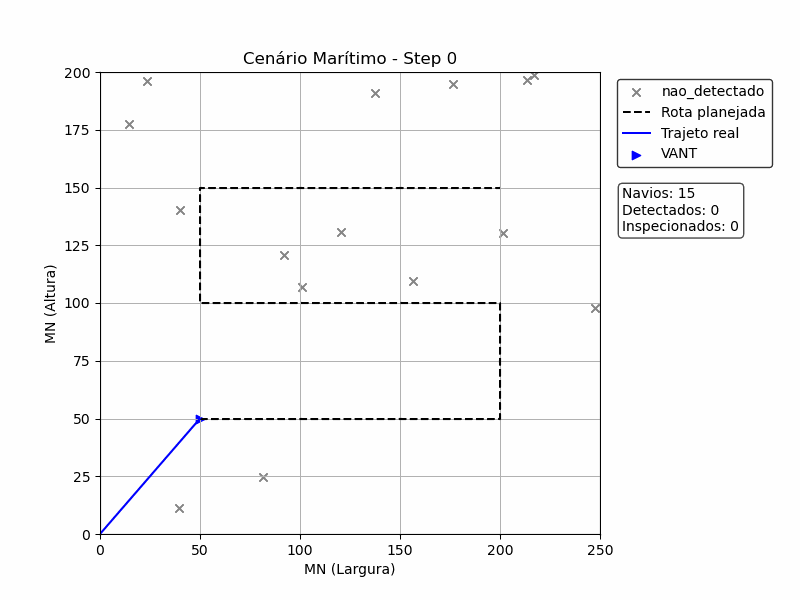 Cenário Marítimo - Step 0
200
175
150
125
100
75
50
25
0
MN (Altura)
0 50 100 150 200 250
MN (Largura)
nao_detectado
Rota planejada
Trajeto real
VANT
Navios: 15
Detectados: 0
Inspecionados: 0